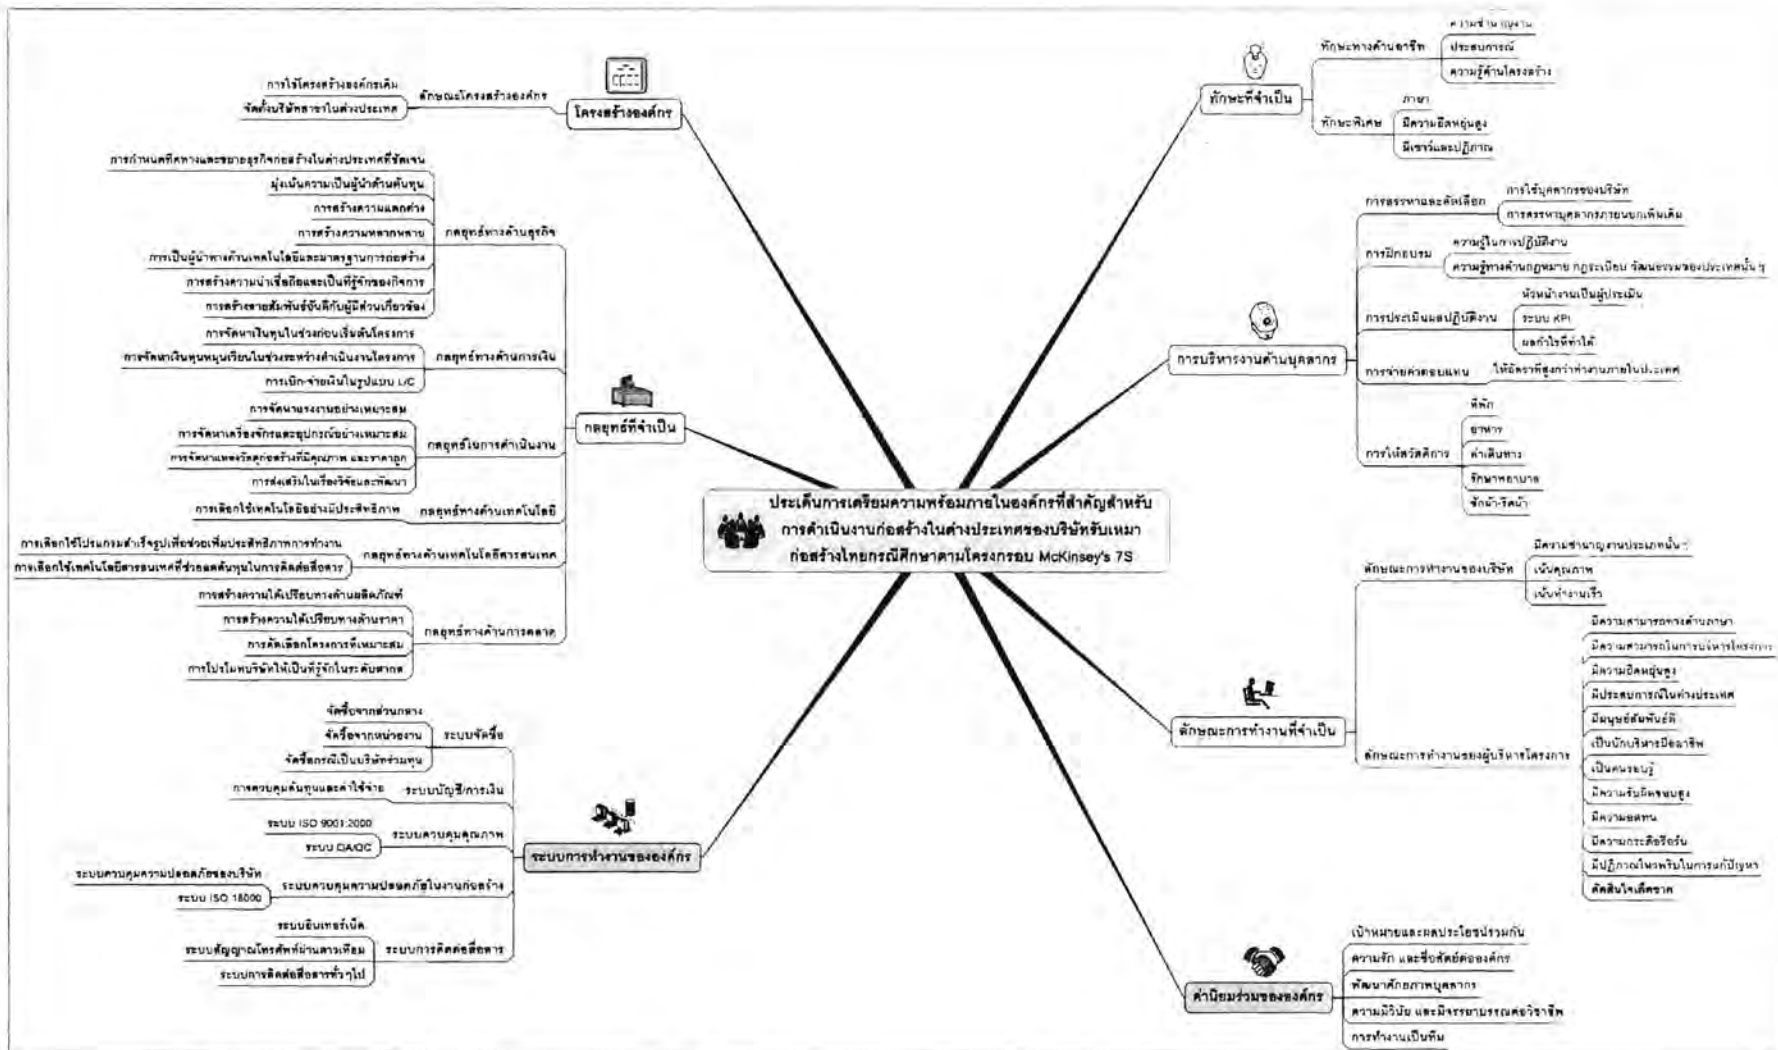 ประเด็นการเตรียมความพร้อมภายในองค์กรที่สำคัญสำหรับ
การดำเนินงานก่อสร้างในต่างประเทศของบริษัทรับเหมา
ก่อสร้างไทยกรณีศึกษาตามโครงกรอบ McKinsey's 7S
โครงสร้างองค์กร
ลักษณะโครงสร้างองค์กร
การใช้โครงสร้างองค์กรเดิม
จัดตั้งบริษัทสาขาในต่างประเทศ
กลยุทธ์ที่จำเป็น
กลยุทธ์ทางด้านธุรกิจ
การกำหนดทิศทางและขยายธุรกิจก่อสร้างในต่างประเทศที่ชัดเจน
มุ่งเน้นความเป็นผู้นำด้านต้นทุน
การสร้างความแตกต่าง
การสร้างความหลากหลาย
การเป็นผู้นำทางด้านเทคโนโลยีและมาตรฐานการก่อสร้าง
การสร้างความน่าเชื่อถือและเป็นที่รู้จักของกิจการ
การสร้างสายสัมพันธ์อันดีกับผู้มีส่วนเกี่ยวข้อง
กลยุทธ์ทางด้านการเงิน
การจัดหาเงินทุนในช่วงก่อนเริ่มต้นโครงการ
การจัดหาเงินทุนหมุนเวียนในช่วงระหว่างดำเนินงานโครงการ
การเบิก-จ่ายเงินในรูปแบบ L/C
กลยุทธ์ในการดำเนินงาน
การจัดหาแรงงานอย่างเหมาะสม
การจัดหาเครื่องจักรและอุปกรณ์อย่างเหมาะสม
การจัดหาแหล่งวัสดุก่อสร้างที่มีคุณภาพ และราคาถูก
การส่งเสริมในเรื่องวิจัยและพัฒนา
กลยุทธ์ทางด้านเทคโนโลยี
การเลือกใช้เทคโนโลยีอย่างมีประสิทธิภาพ
กลยุทธ์ทางด้านเทคโนโลยีสารสนเทศ
การเลือกใช้โปรแกรมสำเร็จรูปเพื่อช่วยเพิ่มประสิทธิภาพการทำงาน
การเลือกใช้เทคโนโลยีสารสนเทศที่ช่วยลดต้นทุนในการติดต่อสื่อสาร
กลยุทธ์ทางด้านการตลาด
การสร้างความได้เปรียบทางด้านผลิตภัณฑ์
การสร้างความได้เปรียบทางด้านราคา
การคัดเลือกโครงการที่เหมาะสม
การโปรโมทบริษัทให้เป็นที่รู้จักในระดับสากล
ระบบการทำงานขององค์กร
ระบบจัดซื้อ
จัดซื้อจากส่วนกลาง
จัดซื้อจากหน่วยงาน
จัดซื้อกรณีเป็นบริษัทร่วมทุน
ระบบบัญชี/การเงิน
การควบคุมต้นทุนและค่าใช้จ่าย
ระบบควบคุมคุณภาพ
ระบบ ISO 9001:2000
ระบบ QA/QC
ระบบควบคุมความปลอดภัยในงานก่อสร้าง
ระบบควบคุมความปลอดภัยของบริษัท
ระบบ ISO 18000
ระบบการติดต่อสื่อสาร
ระบบอินเทอร์เน็ต
ระบบสัญญาณโทรศัพท์ผ่านดาวเทียม
ระบบการติดต่อสื่อสารทั่วๆไป
ทักษะที่จำเป็น
ทักษะทางด้านอาชีพ
ความชำนาญงาน
ประสบการณ์
ความรู้ด้านโครงสร้าง
ทักษะพิเศษ
ภาษา
มีความยืดหยุ่นสูง
มีเชาว์และปฏิภาณ
การบริหารงานด้านบุคลากร
การสรรหาและคัดเลือก
การใช้บุคลากรของบริษัท
การสรรหาบุคลากรภายนอกเพิ่มเติม
การฝึกอบรม
ความรู้ในการปฏิบัติงาน
ความรู้ทางด้านกฎหมาย กฎระเบียบ วัฒนธรรมของประเทศนั้นๆ
การประเมินผลปฏิบัติงาน
หัวหน้างานเป็นผู้ประเมิน
ระบบ KPI
ผลกำไรที่ทำได้
การจ่ายค่าตอบแทน
ให้อัตราที่สูงกว่าทำงานภายในประเทศ
การให้สวัสดิการ
ที่พัก
อาหาร
ค่าเดินทาง
รักษาพยาบาล
ซักผ้า-รีดผ้า
ลักษณะการทำงานที่จำเป็น
ลักษณะการทำงานของบริษัท
มีความชำนาญงานประเภทนั้นๆ
เน้นคุณภาพ
เน้นทำงานเร็ว
ลักษณะการทำงานของผู้บริหารโครงการ
มีความสามารถทางด้านภาษา
มีความสามารถในการบริหารโครงการ
มีความยืดหยุ่นสูง
มีประสบการณ์ในต่างประเทศ
มีมนุษย์สัมพันธ์ดี
เป็นนักบริหารมืออาชีพ
เป็นคนรอบรู้
มีความรับผิดชอบสูง
มีความอดทน
มีความกระตือรือร้น
มีปฏิภาณไหวพริบในการแก้ปัญหา
ตัดสินใจเด็ดขาด
ค่านิยมร่วมขององค์กร
เป้าหมายและผลประโยชน์ร่วมกัน
ความรัก และซื่อสัตย์ต่อองค์กร
พัฒนาศักยภาพบุคลากร
ความมีวินัย และมีจรรยาบรรณต่อวิชาชีพ
การทำงานเป็นทีม